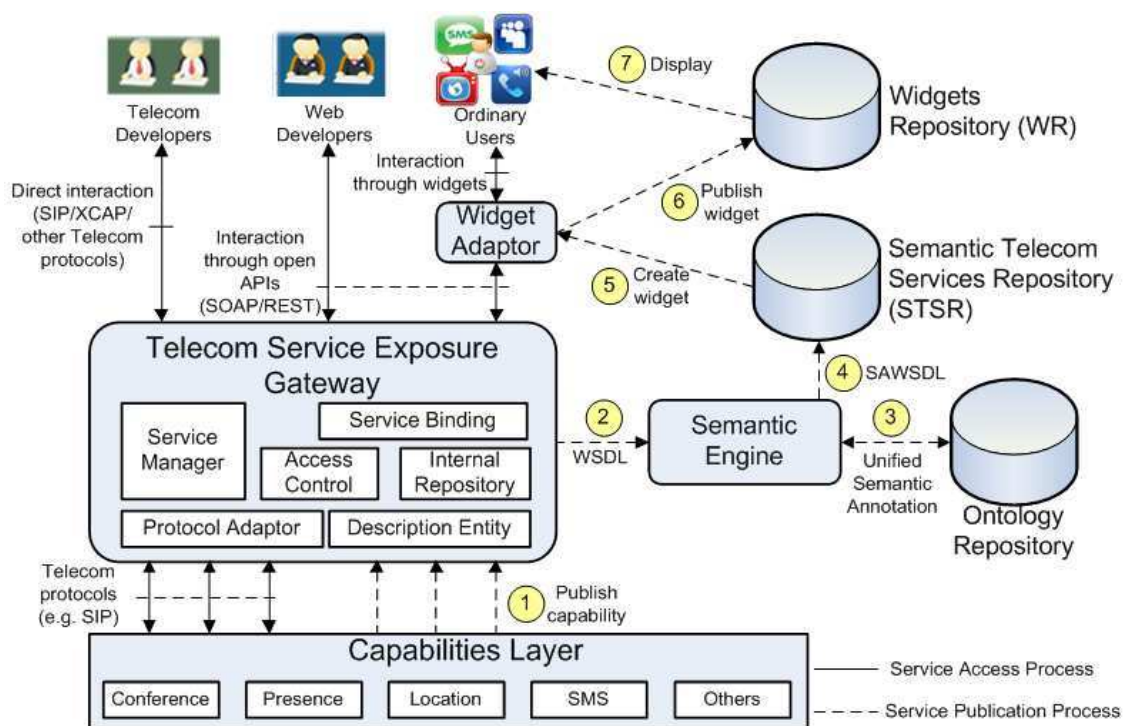 SMS
7 Display
Telecom
Developers
Web
Developers
Ordinary
Users
Widgets
Repository (WR)
Direct interaction
(SIP/XCAP/
other Telecom
protocols)
Interaction
through widgets
Interaction
through open
APIs
(SOAP/REST)
Widget
Adaptor
6 Publish
widget
5 Create
widget
Semantic Telecom
Services Repository
(STSR)
Telecom Service Exposure
Gateway
Service
Manager
Service Binding
Access
Control
Internal
Repository
Protocol Adaptor
Description Entity
2
WSDL
Semantic
Engine
4 SAWSDL
3
Unified
Semantic
Annotation
Ontology
Repository
Telecom
protocols
(e.g. SIP)
1 Publish
capability
Capabilities Layer
Conference
Presence
Location
SMS
Others
Service Access Process
Service Publication Process